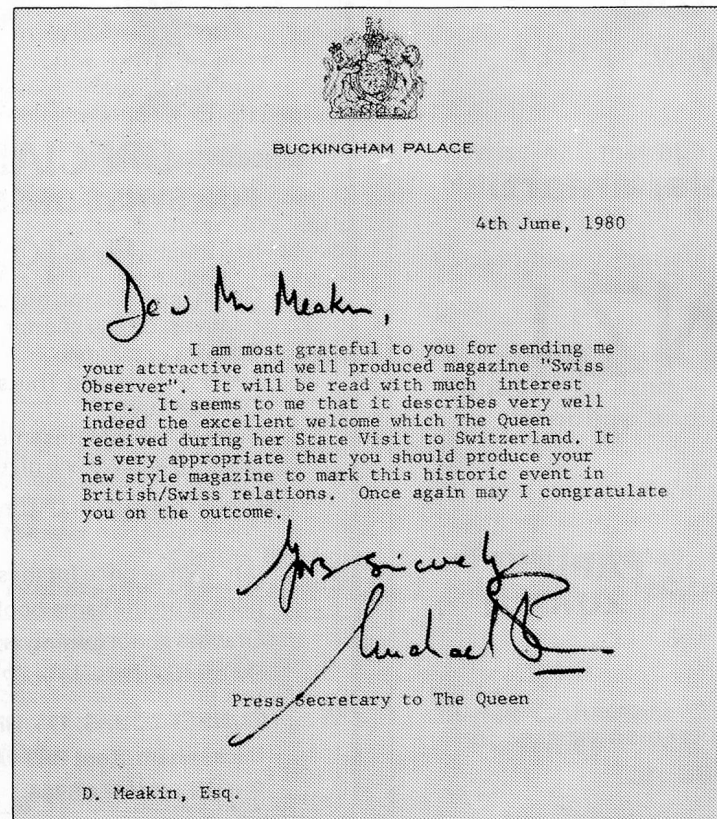 BUCKINGHAM PALACE
4th June, 1980
Dear Mr Meakin,
I am most grateful to you for sending me
your attractive and well produced magazine "Swiss
Observer". It will be read with much interest
here. It seems to me that it describes very well
indeed the excellent welcome which The Queen
received during her State Visit to Switzerland. It
is very appropriate that you should produce your
new style magazine to mark this historic event in
British/Swiss relations. Once again may I congratulate
you on the outcome.
Yours sincerely
Michael
Press Secretary to The Queen
D. Meakin, Esq.